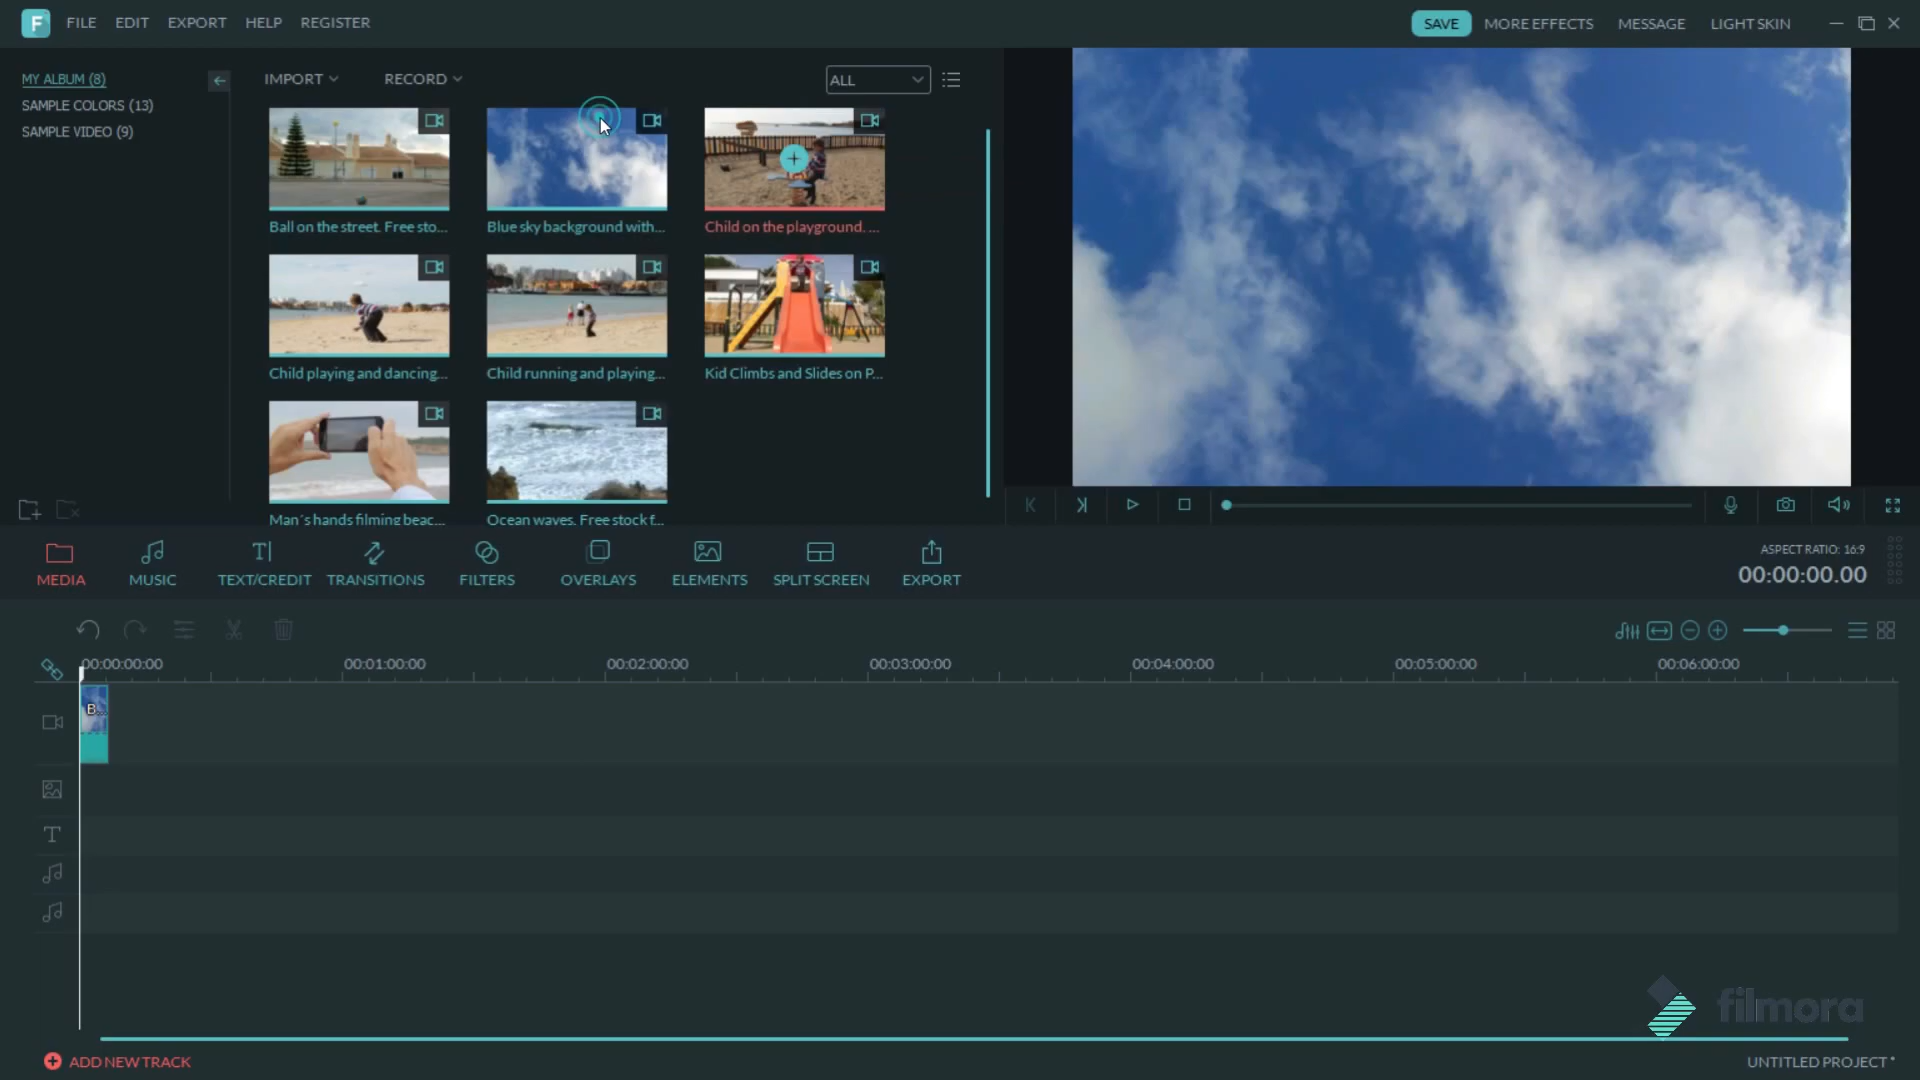 F FILE EDIT EXPORT HELP REGISTER SAVE MORE EFFECTS MESSAGE LIGHT SKIN
MY ALBUM (8)
SAMPLE COLORS (13)
SAMPLE VIDEO (9)
IMPORT RECORD ALL
Ball on the street. Free sto...
Blue sky background with...
Child on the playground. ...
Child playing and dancing...
Child running and playing...
Kid Climbs and Slides on P...
Man´s hands filming beac...
Ocean waves. Free stock f...
MEDIA MUSIC TEXT/CREDIT TRANSITIONS FILTERS OVERLAYS ELEMENTS SPLIT SCREEN EXPORT
ASPECT RATIO: 16:9
00:00:00.00
00:00:00:00 00:01:00:00 00:02:00:00 00:03:00:00 00:04:00:00 00:05:00:00 00:06:00:00
B...
T
filmora
ADD NEW TRACK
UNTITLED PROJECT *